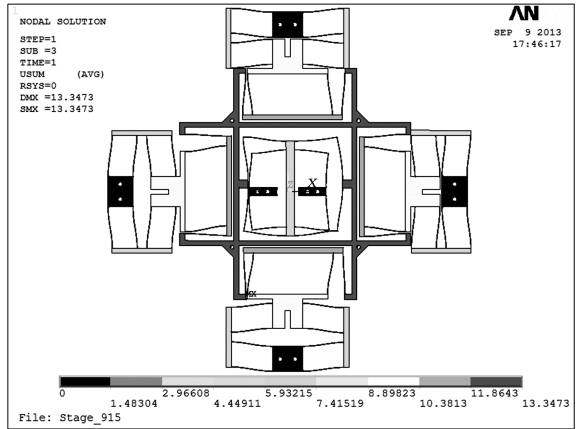 1
NODAL SOLUTION
STEP=1
SUB =3
TIME=1
USUM (AVG)
RSYS=0
DMX =13.3473
SMX =13.3473
AN
SEP 9 2013
17:46:17
Z X
MX
0 2.96608 5.93215 8.89823 11.8643
1.48304 4.44911 7.41519 10.3813 13.3473
File: Stage_915